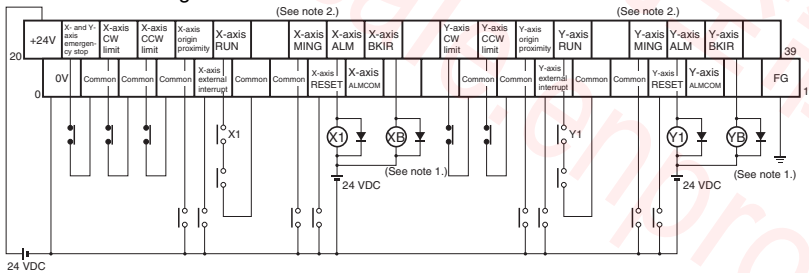 (See note 2.) (See note 2.)
+24V X- and Y-axis emergency stop X-axis CW limit X-axis CCW limit X-axis origin proximity X-axis RUN X-axis MING X-axis ALM X-axis BKIR Y-axis CW limit Y-axis CCW limit Y-axis origin proximity Y-axis RUN Y-axis MING Y-axis ALM Y-axis BKIR
20 39
0V Common Common Common X-axis external interrupt Common Common X-axis RESET X-axis ALMCOM Common Common Y-axis external interrupt Common Common Y-axis RESET Y-axis ALMCOM FG
0 1
X1 X1 XB Y1 Y1 YB
(See note 1.) (See note 1.)
24 VDC 24 VDC
24 VDC